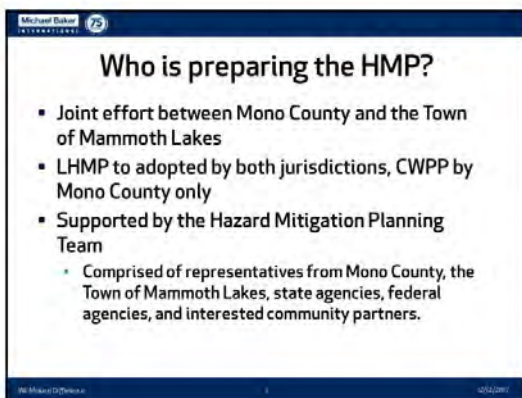 Michael Baker
INTERNATIONAL
75
Who is preparing the HMP?
▪ Joint effort between Mono County and the Town
of Mammoth Lakes
▪ LHMP to adopted by both jurisdictions, CWPP by
Mono County only
▪ Supported by the Hazard Mitigation Planning
Team
▪ Comprised of representatives from Mono County, the
Town of Mammoth Lakes, state agencies, federal
agencies, and interested community partners.
We Make a Difference